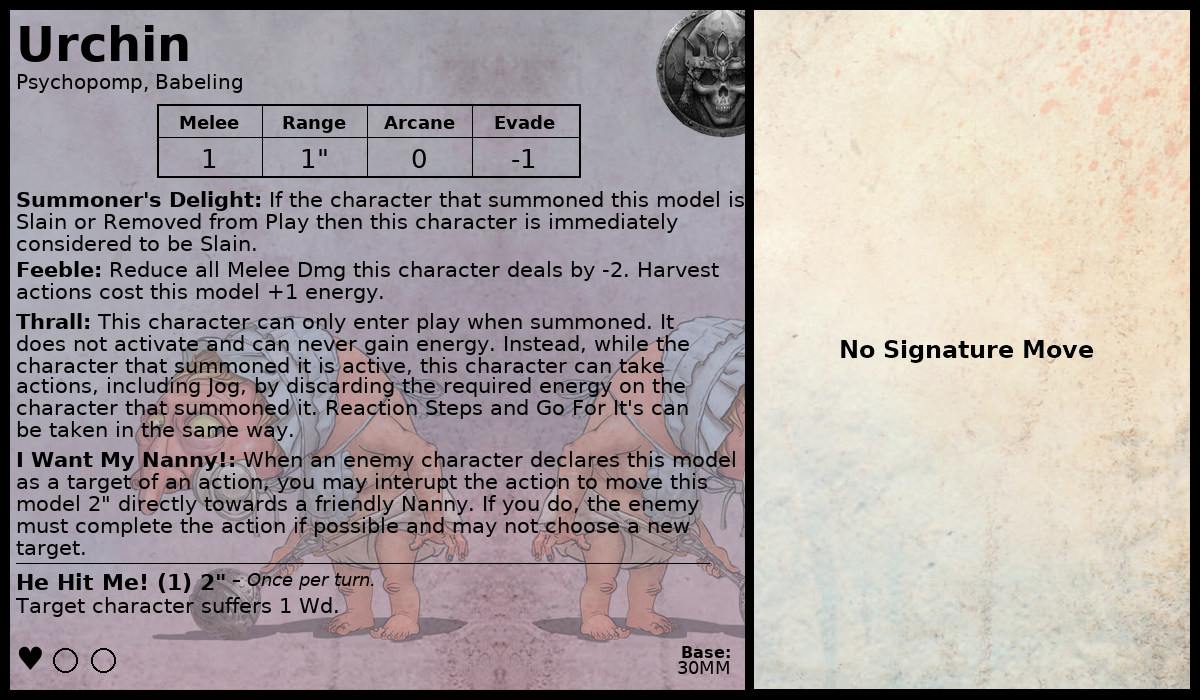 Urchin
Psychopomp, Babeling
Melee Range Arcane Evade
1 1" 0 -1
Summoner's Delight: If the character that summoned this model is
Slain or Removed from Play then this character is immediately
considered to be Slain.
Feeble: Reduce all Melee Dmg this character deals by -2. Harvest
actions cost this model +1 energy.
Thrall: This character can only enter play when summoned. It
does not activate and can never gain energy. Instead, while the
character that summoned it is active, this character can take
actions, including Jog, by discarding the required energy on the
character that summoned it. Reaction Steps and Go For It's can
be taken in the same way.
I Want My Nanny!: When an enemy character declares this model
as a target of an action, you may interupt the action to move this
model 2" directly towards a friendly Nanny. If you do, the enemy
must complete the action if possible and may not choose a new
target.
He Hit Me! (1) 2" – Once per turn.
Target character suffers 1 Wd.
Base:
30MM
No Signature Move